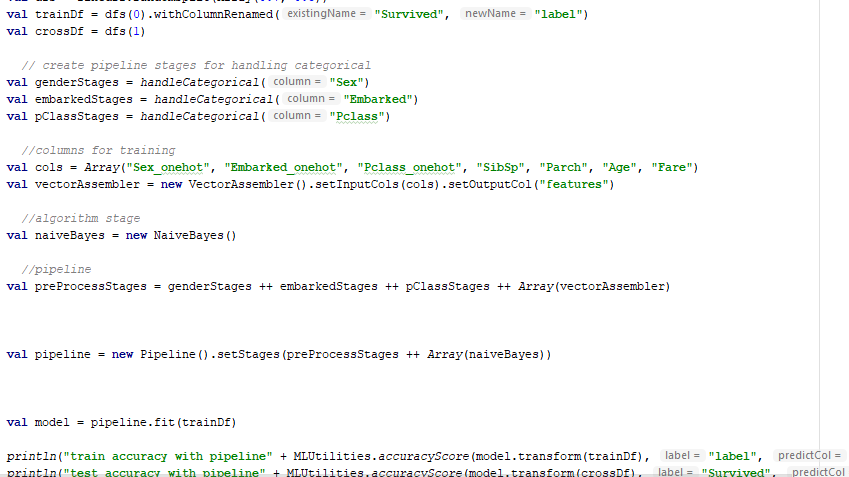 val trainDf = dfs(0).withColumnRenamed( existingName = "Survived", newName = "label")
val crossDf = dfs(1)
// create pipeline stages for handling categorical
val genderStages = handleCategorical( column = "Sex")
val embarkedStages = handleCategorical( column = "Embarked")
val pClassStages = handleCategorical( column = "Pclass")
//columns for training
val cols = Array("Sex_onehot", "Embarked_onehot", "Pclass_onehot", "SibSp", "Parch", "Age", "Fare")
val vectorAssembler = new VectorAssembler().setInputCols(cols).setOutputCol("features")
//algorithm stage
val naiveBayes = new NaiveBayes()
//pipeline
val preProcessStages = genderStages ++ embarkedStages ++ pClassStages ++ Array(vectorAssembler)
val pipeline = new Pipeline().setStages(preProcessStages ++ Array(naiveBayes))
val model = pipeline.fit(trainDf)
println("train accuracy with pipeline" + MLUtilities.accuracyScore(model.transform(trainDf), label = "label", predictCol =
println("test accuracy with pipeline" + MLUtilities.accuracyScore(model.transform(crossDf), label = "Survived", predictCol